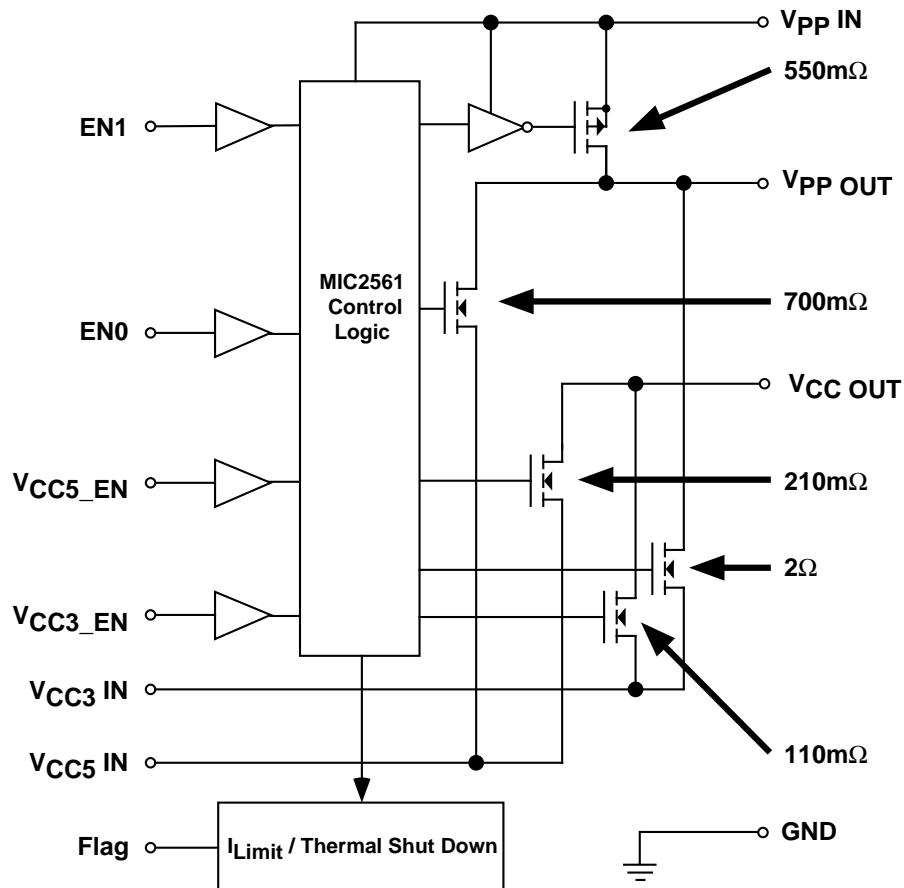 VPP IN
550mΩ
EN1
VPP OUT
MIC2561
Control
Logic
700mΩ
EN0
VCC OUT
VCC5_EN
210mΩ
2Ω
VCC3_EN
VCC3 IN
VCC5 IN
110mΩ
Flag
ILimit / Thermal Shut Down
GND